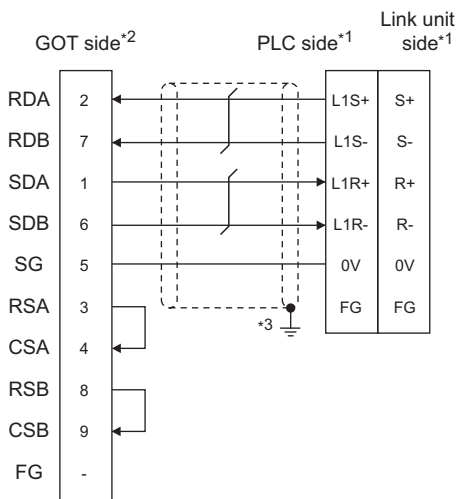 GOT side*2 PLC side*1 Link unit side*1
RDA 2 L1S+ S+
RDB 7 L1S- S-
SDA 1 L1R+ R+
SDB 6 L1R- R-
SG 5 0V 0V
RSA 3 FG FG
*3
CSA 4
RSB 8
CSB 9
FG -